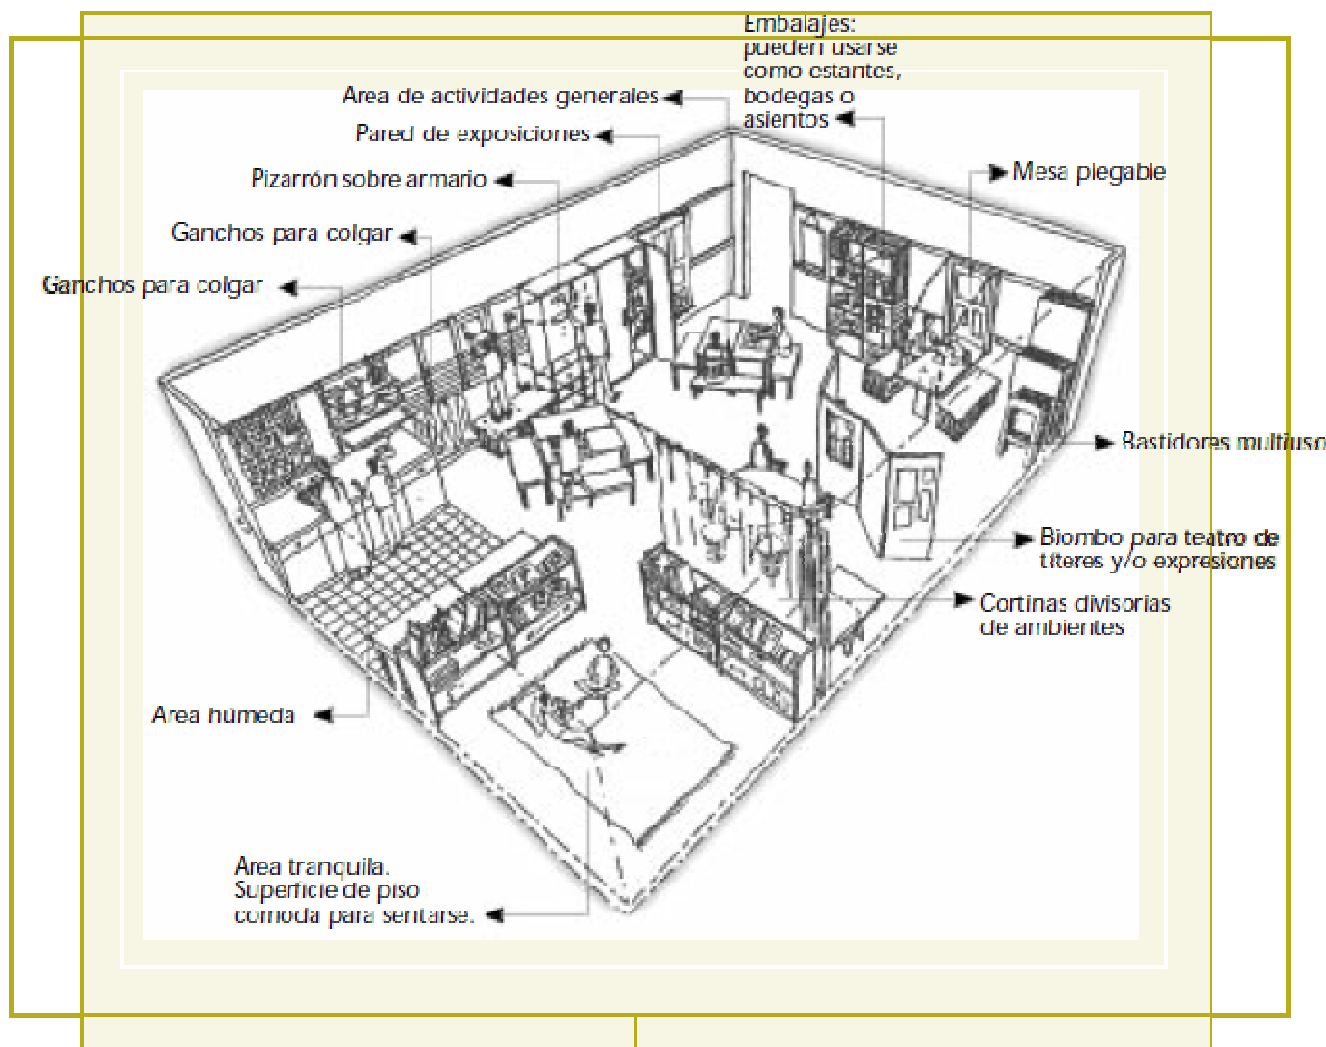 Embalajes:
pueden usarse
como estantes,
bodegas o
asientos
Area de actividades generales
Pared de exposiciones
Pizarrón sobre armario
Ganchos para colgar
Ganchos para colgar
Mesa plegable
Bastidores multiuso
Biombo para teatro de
títeres y/o expresiones
Cortinas divisorias
de ambientes
Area húmeda
Area tranquila.
Superficie de piso
comoda para sentarse.